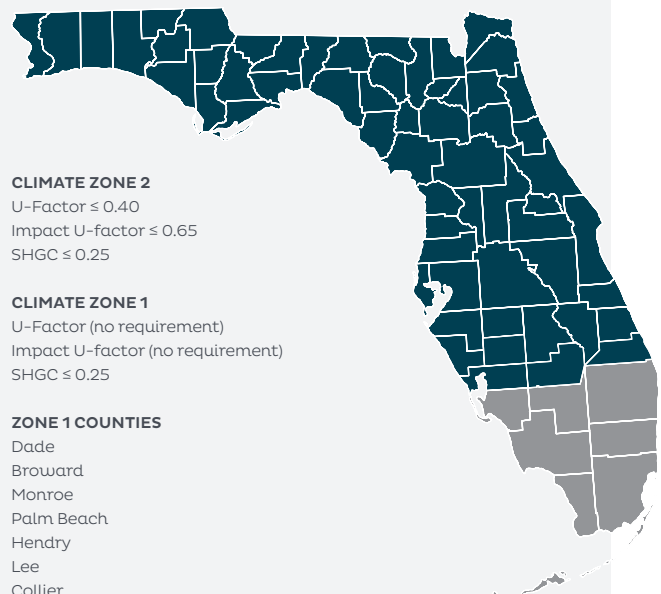 CLIMATE ZONE 2
U-Factor ≤ 0.40
Impact U-factor ≤ 0.65
SHGC ≤ 0.25
CLIMATE ZONE 1
U-Factor (no requirement)
Impact U-factor (no requirement)
SHGC ≤ 0.25
ZONE 1 COUNTIES
Dade
Broward
Monroe
Palm Beach
Hendry
Lee
Collier